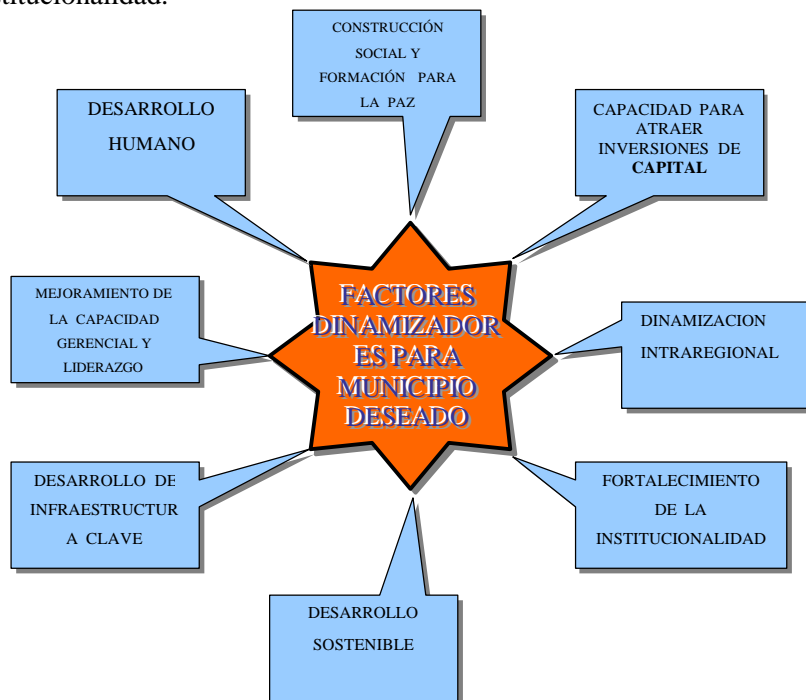 stitucionalidad.
CONSTRUCCIÓN
SOCIAL Y
FORMACIÓN PARA
LA PAZ
DESARROLLO
HUMANO
CAPACIDAD PARA
ATRAER
INVERSIONES DE
CAPITAL
MEJORAMIENTO DE
LA CAPACIDAD
GERENCIAL Y
LIDERAZGO
FACTORES
DINAMIZADOR
ES PARA
MUNICIPIO
DESEADO
DINAMIZACION
INTRAREGIONAL
DESARROLLO DE
INFRAESTRUCTUR
A CLAVE
FORTALECIMIENTO
DE LA
INSTITUCIONALIDAD
DESARROLLO
SOSTENIBLE